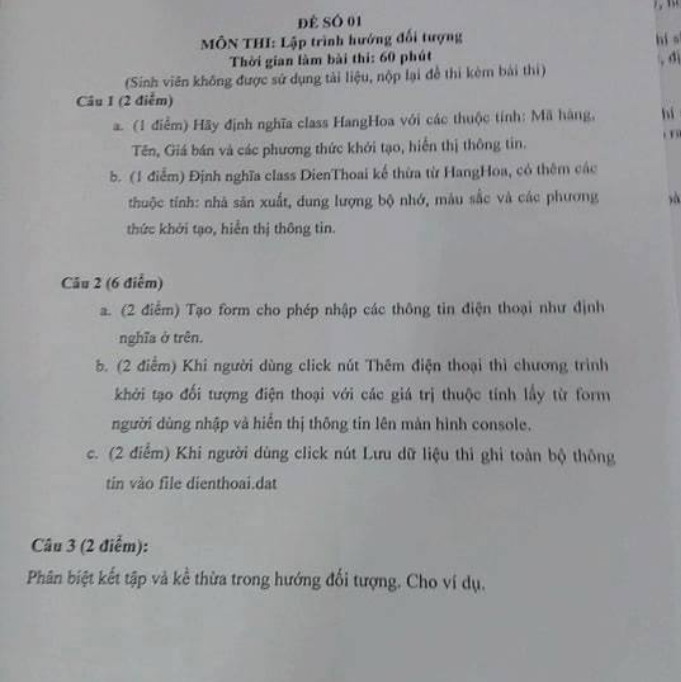 ĐỀ SỐ 01
MÔN THI: Lập trình hướng đối tượng
Thời gian làm bài thi: 60 phút
(Sinh viên không được sử dụng tài liệu, nộp lại đề thi kèm bài thi)
Câu 1 (2 điểm)
a. (1 điểm) Hãy định nghĩa class HangHoa với các thuộc tính: Mã hàng,
Tên, Giá bán và các phương thức khởi tạo, hiển thị thông tin.
b. (1 điểm) Định nghĩa class DienThoai kế thừa từ HangHoa, có thêm các
thuộc tính: nhà sản xuất, dung lượng bộ nhớ, màu sắc và các phương
thức khởi tạo, hiển thị thông tin.
Câu 2 (6 điểm)
a. (2 điểm) Tạo form cho phép nhập các thông tin điện thoại như định
nghĩa ở trên.
b. (2 điểm) Khi người dùng click nút Thêm điện thoại thì chương trình
khởi tạo đối tượng điện thoại với các giá trị thuộc tính lấy từ form
người dùng nhập và hiển thị thông tin lên màn hình console.
c. (2 điểm) Khi người dùng click nút Lưu dữ liệu thì ghi toàn bộ thông
tin vào file dienthoai.dat
Câu 3 (2 điểm):
Phân biệt kết tập và kế thừa trong hướng đối tượng. Cho ví dụ.